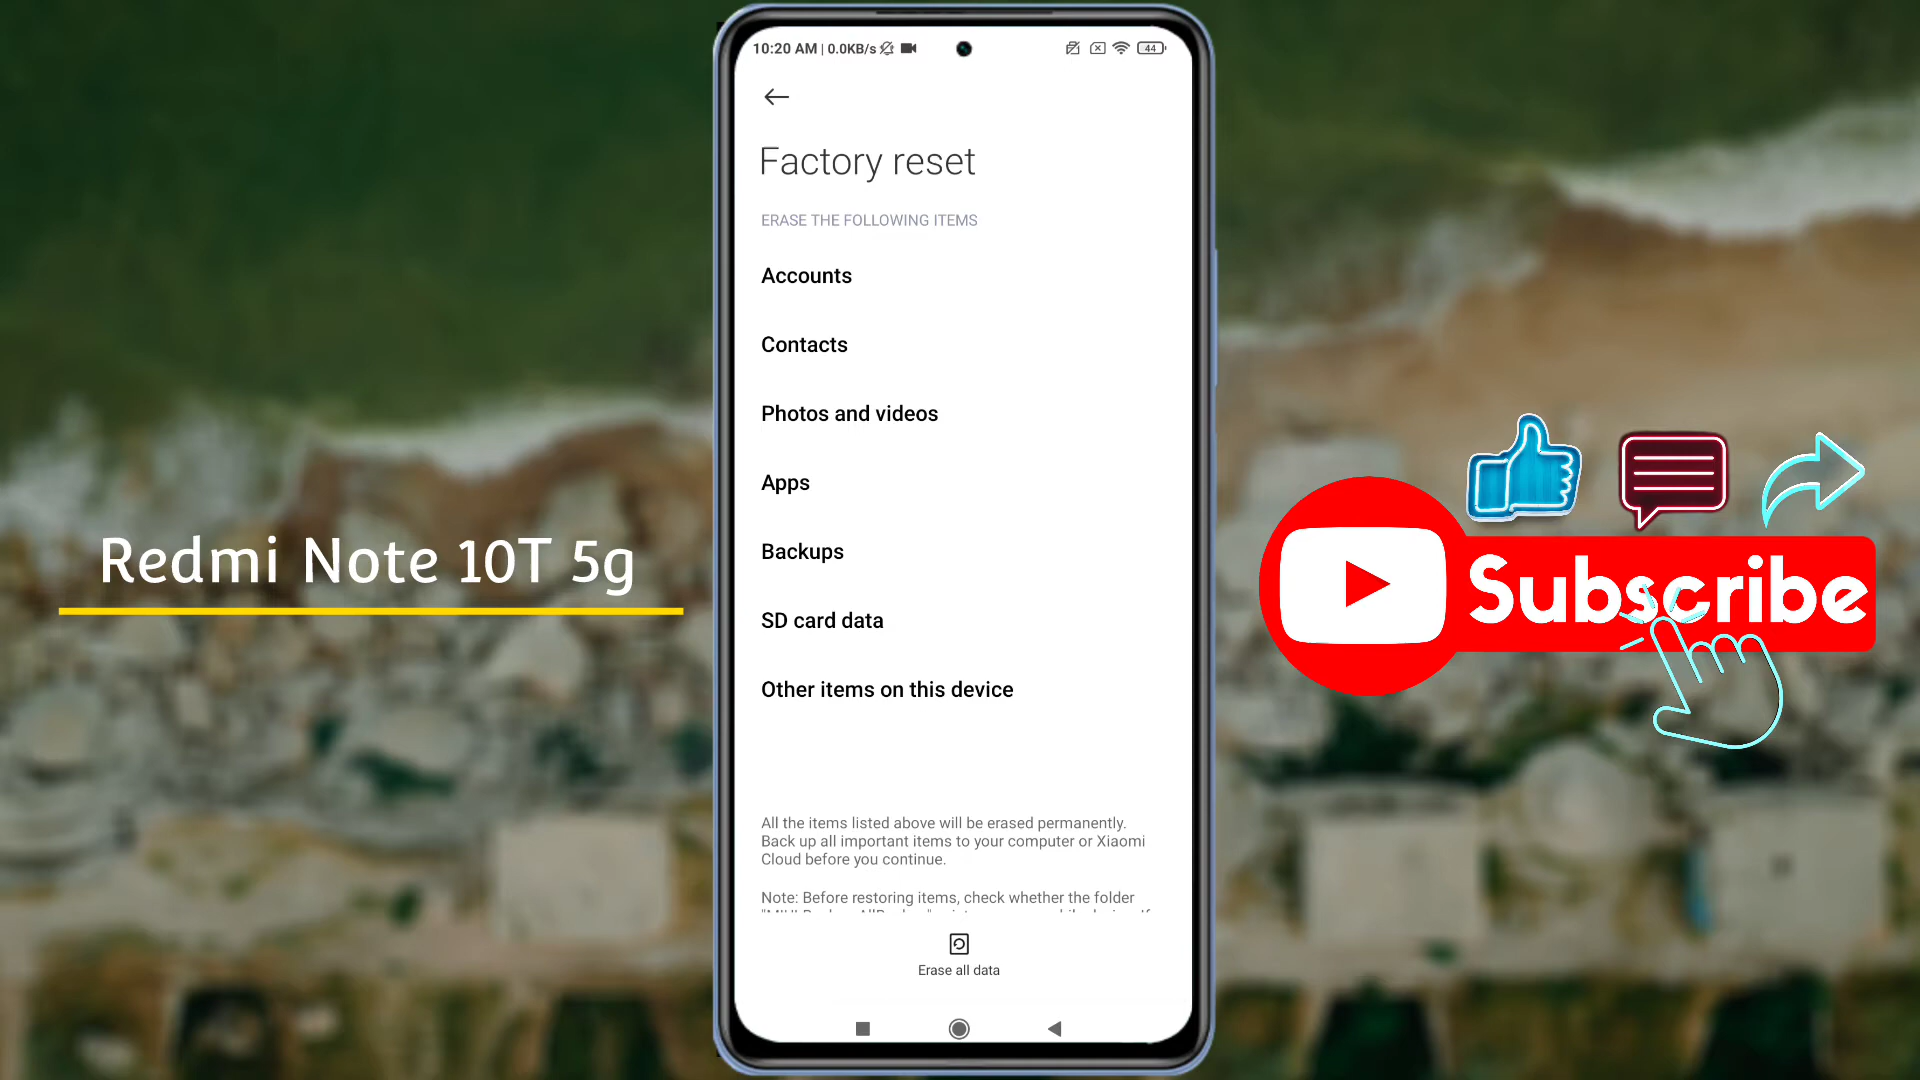 10:20 AM | 0.0KB/s
44
Factory reset
ERASE THE FOLLOWING ITEMS
Accounts
Contacts
Photos and videos
Apps
Backups
SD card data
Other items on this device
All the items listed above will be erased permanently.
Back up all important items to your computer or Xiaomi
Cloud before you continue.
Note: Before restoring items, check whether the folder
Erase all data
Redmi Note 10T 5g
Subscribe